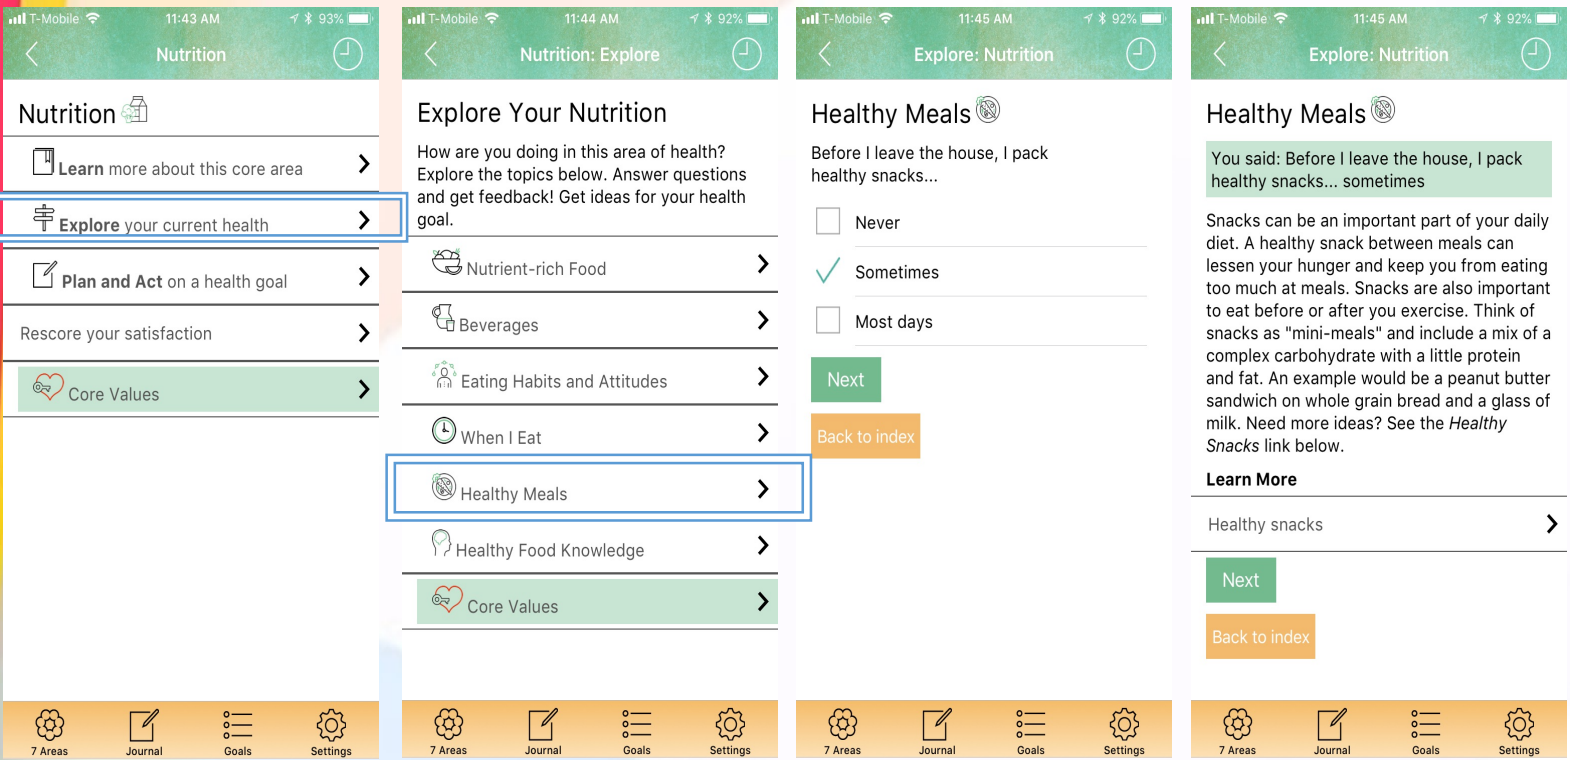 T-Mobile 11:43 AM 93%
Nutrition
Nutrition
Learn more about this core area
Explore your current health
Plan and Act on a health goal
Rescore your satisfaction
Core Values
7 Areas Journal Goals Settings
T-Mobile 11:44 AM 92%
Nutrition: Explore
Explore Your Nutrition
How are you doing in this area of health?
Explore the topics below. Answer questions
and get feedback! Get ideas for your health
goal.
Nutrient-rich Food
Beverages
Eating Habits and Attitudes
When I Eat
Healthy Meals
Healthy Food Knowledge
Core Values
7 Areas Journal Goals Settings
T-Mobile 11:45 AM 92%
Explore: Nutrition
Healthy Meals
Before I leave the house, I pack
healthy snacks...
Never
Sometimes
Most days
Next
Back to index
7 Areas Journal Goals Settings
T-Mobile 11:45 AM 92%
Explore: Nutrition
Healthy Meals
You said: Before I leave the house, I pack
healthy snacks... sometimes
Snacks can be an important part of your daily
diet. A healthy snack between meals can
lessen your hunger and keep you from eating
too much at meals. Snacks are also important
to eat before or after you exercise. Think of
snacks as "mini-meals" and include a mix of a
complex carbohydrate with a little protein
and fat. An example would be a peanut butter
sandwich on whole grain bread and a glass of
milk. Need more ideas? See the Healthy
Snacks link below.
Learn More
Healthy snacks
Next
Back to index
7 Areas Journal Goals Settings